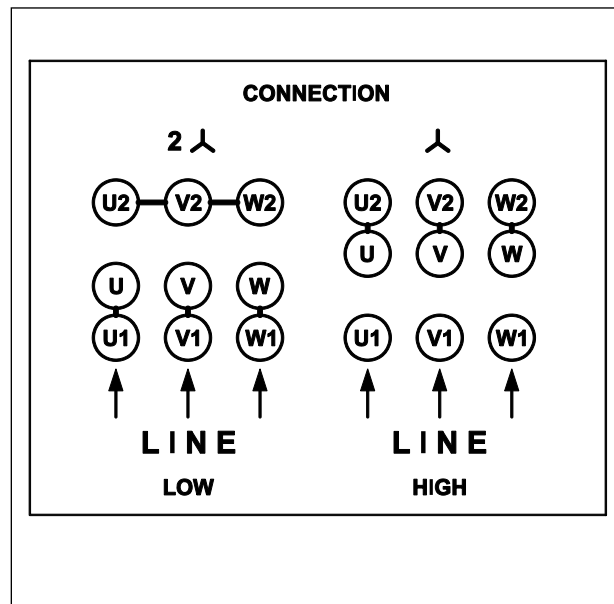 CONNECTION
2
U2 V2 W2 U2 V2 W2
U V W
U V W
U1 V1 W1 U1 V1 W1
LINE LINE
LOW HIGH